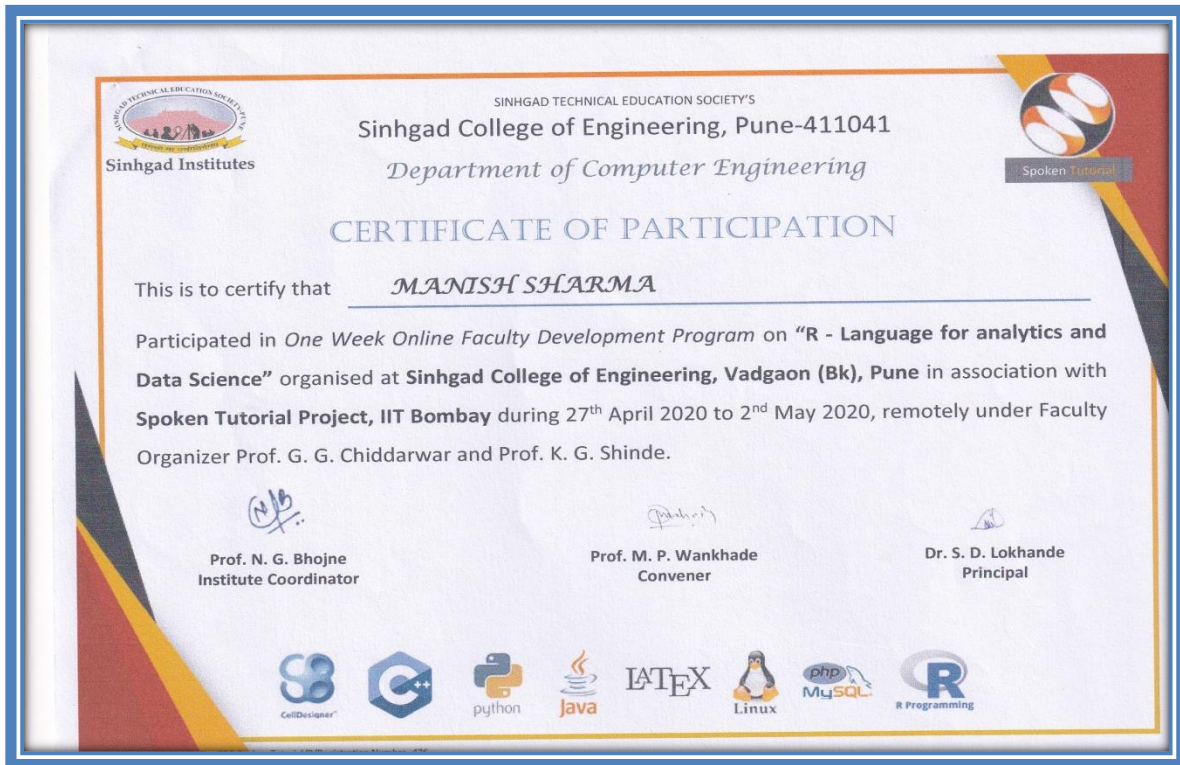 SINHGAD TECHNICAL EDUCATION SOCIETY-PUNE
Sinhgad Institutes
SINHGAD TECHNICAL EDUCATION SOCIETY'S
Sinhgad College of Engineering, Pune-411041
Department of Computer Engineering
Spoken Tutorial
CERTIFICATE OF PARTICIPATION
This is to certify that MANISH SHARMA
Participated in One Week Online Faculty Development Program on “R - Language for analytics and
Data Science” organised at Sinhgad College of Engineering, Vadgaon (Bk), Pune in association with
Spoken Tutorial Project, IIT Bombay during 27th April 2020 to 2nd May 2020, remotely under Faculty
Organizer Prof. G. G. Chiddarwar and Prof. K. G. Shinde.
Prof. N. G. Bhojne
Institute Coordinator
Prof. M. P. Wankhade
Convener
Dr. S. D. Lokhande
Principal
CellDesigner
C++
python
Java
LATEX
Linux
php
MySQL
R
R Programming